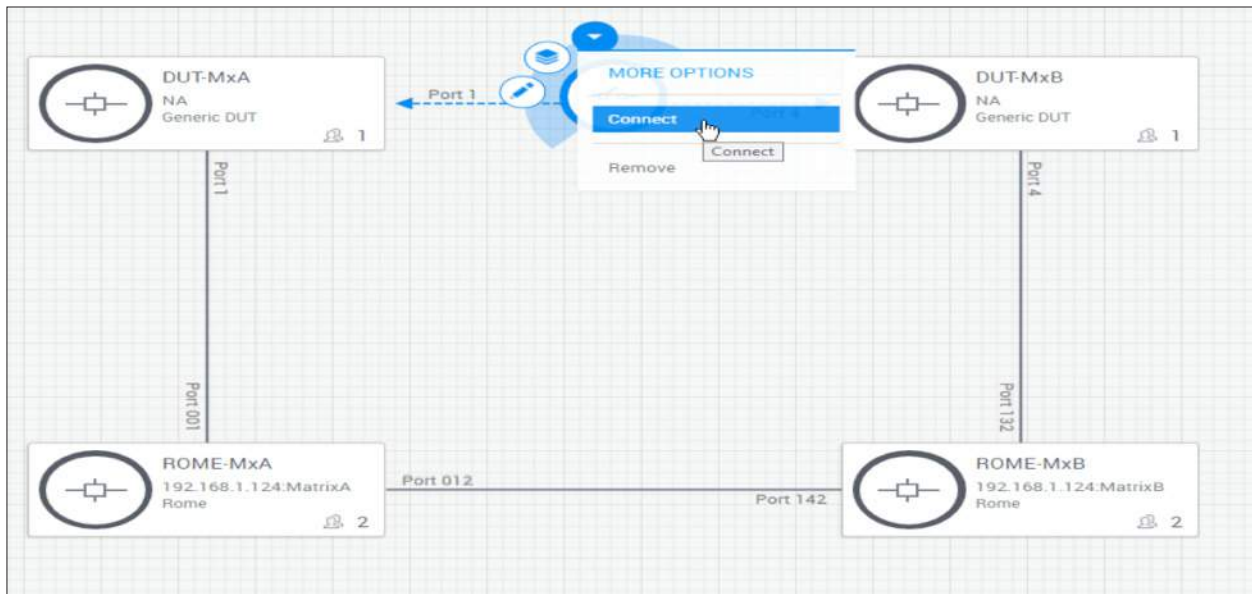 DUT-MxA
NA
Generic DUT
1
Port 1
MORE OPTIONS
Connect
Port 4
Connect
Remove
DUT-MxB
NA
Generic DUT
1
Port 1
Port 4
Port 001
Port 132
ROME-MxA
192.168.1.124:MatrixA
Rome
2
Port 012
Port 142
ROME-MxB
192.168.1.124:MatrixB
Rome
2